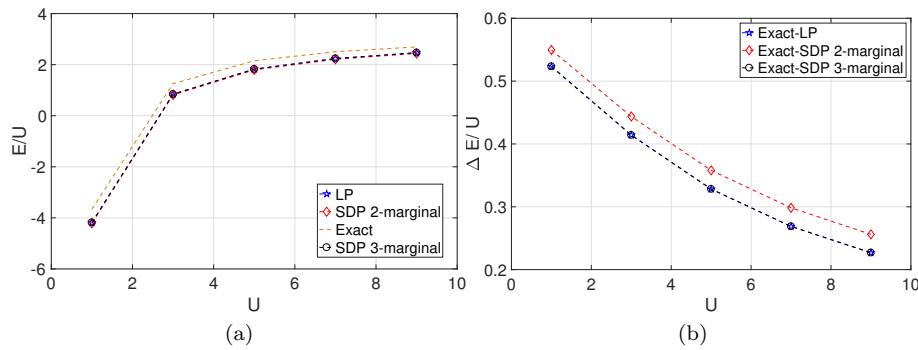 4
2
0
-2
-4
-6
E/U
LP
SDP 2-marginal
Exact
SDP 3-marginal
0 2 4 6 8 10
U
(a)
0.6
0.5
0.4
0.3
0.2
Δ E/ U
Exact-LP
Exact-SDP 2-marginal
Exact-SDP 3-marginal
0 2 4 6 8 10
U
(b)